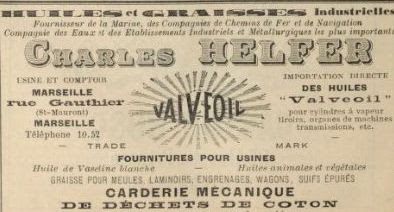 HUILES et GRAISSES Industrielles
Fournisseur de la Marine, des Compagnies de Chemins de Fer et de Navigation
Compagnie des Eaux et des Etablissements Industriels et Métallurgiques les plus importants
CHARLES HELFER
USINE ET COMPTOIR
MARSEILLE
rue Gauthier
(St-Mauront)
MARSEILLE
Téléphone 10.52
VALVEOIL
IMPORTATION DIRECTE
DES HUILES
"Valveoil"
pour cylindres à vapeur
tiroirs, organes de machines
transmissions, etc.
— TRADE MARK —
FOURNITURES POUR USINES
Huile de Vaseline blanche — Huiles animales et végétales
GRAISSE POUR MEULES, LAMINOIRS, ENGRENAGES, WAGONS, SUIFS ÉPURÉS
CARDERIE MÉCANIQUE
DE DÉCHETS DE COTON